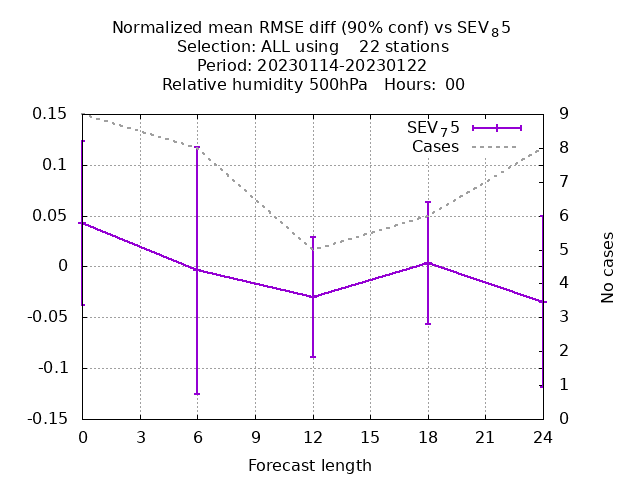 Normalized mean RMSE diff (90% conf) vs SEV₈5
Selection: ALL using    22 stations
Period: 20230114-20230122
Relative humidity 500hPa   Hours:  00
0.15
0.1
0.05
0
-0.05
-0.1
-0.15
SEV₇5
Cases
9
8
7
6
5
4
3
2
1
0
No cases
0 3 6 9 12 15 18 21 24
Forecast length